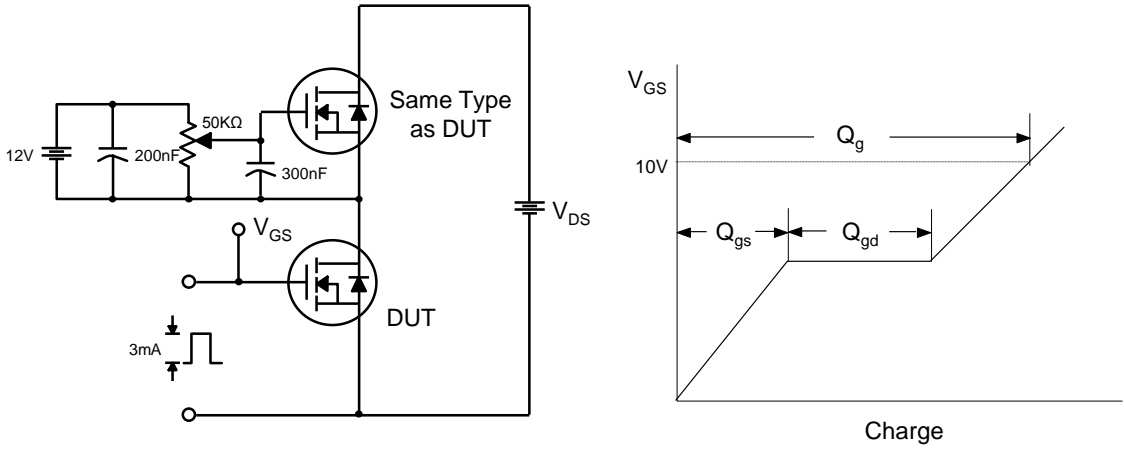 50KΩ
12V
200nF
300nF
Same Type
as DUT
V_DS
V_GS
DUT
3mA
V_GS
Q_g
10V
Q_gs
Q_gd
Charge